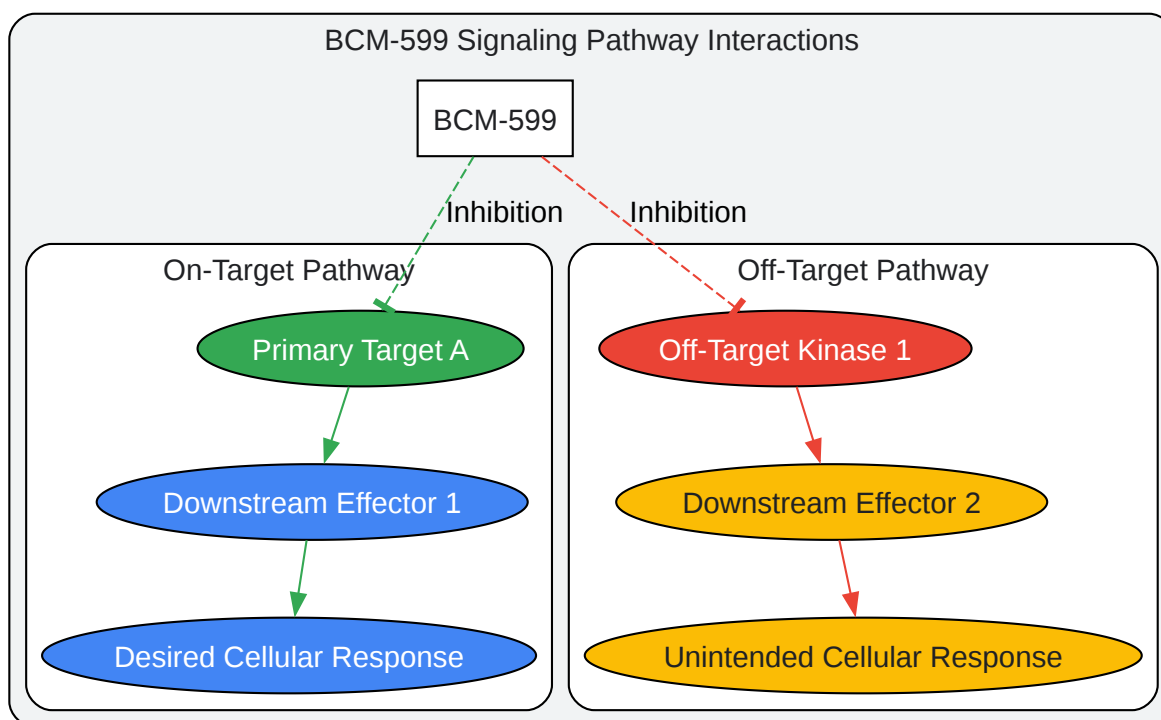 BCM-599 Signaling Pathway Interactions
BCM-599
Inhibition
Inhibition
On-Target Pathway
Primary Target A
Downstream Effector 1
Desired Cellular Response
Off-Target Pathway
Off-Target Kinase 1
Downstream Effector 2
Unintended Cellular Response